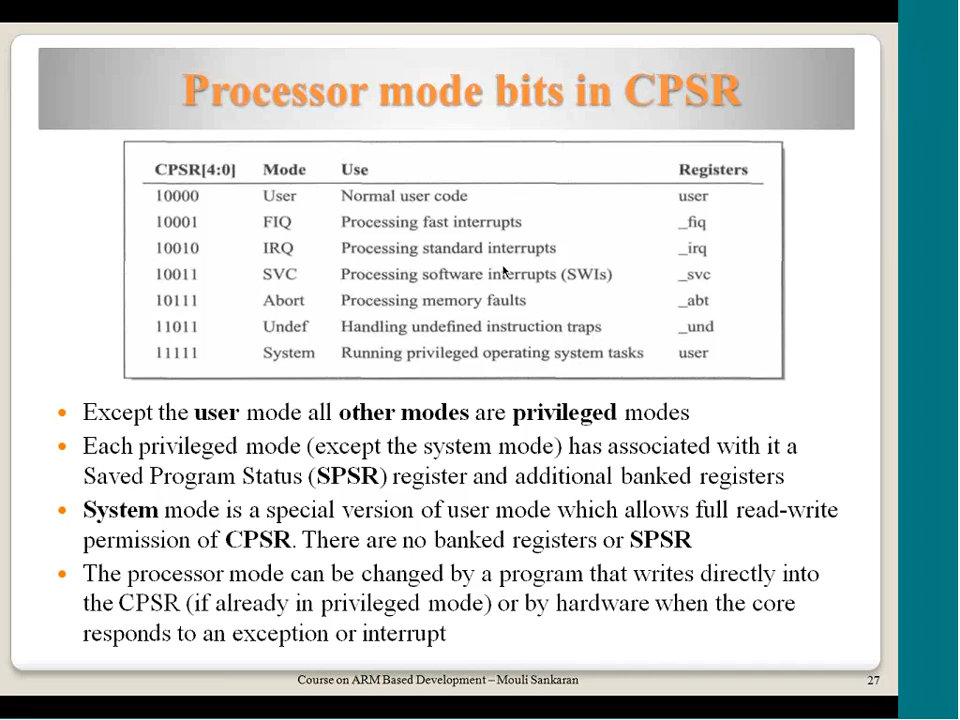 Processor mode bits in CPSR
CPSR[4:0] Mode Use Registers
10000 User Normal user code user
10001 FIQ Processing fast interrupts _fiq
10010 IRQ Processing standard interrupts _irq
10011 SVC Processing software interrupts (SWIs) _svc
10111 Abort Processing memory faults _abt
11011 Undef Handling undefined instruction traps _und
11111 System Running privileged operating system tasks user
• Except the user mode all other modes are privileged modes
• Each privileged mode (except the system mode) has associated with it a
Saved Program Status (SPSR) register and additional banked registers
• System mode is a special version of user mode which allows full read-write
permission of CPSR. There are no banked registers or SPSR
• The processor mode can be changed by a program that writes directly into
the CPSR (if already in privileged mode) or by hardware when the core
responds to an exception or interrupt
Course on ARM Based Development – Mouli Sankaran 27